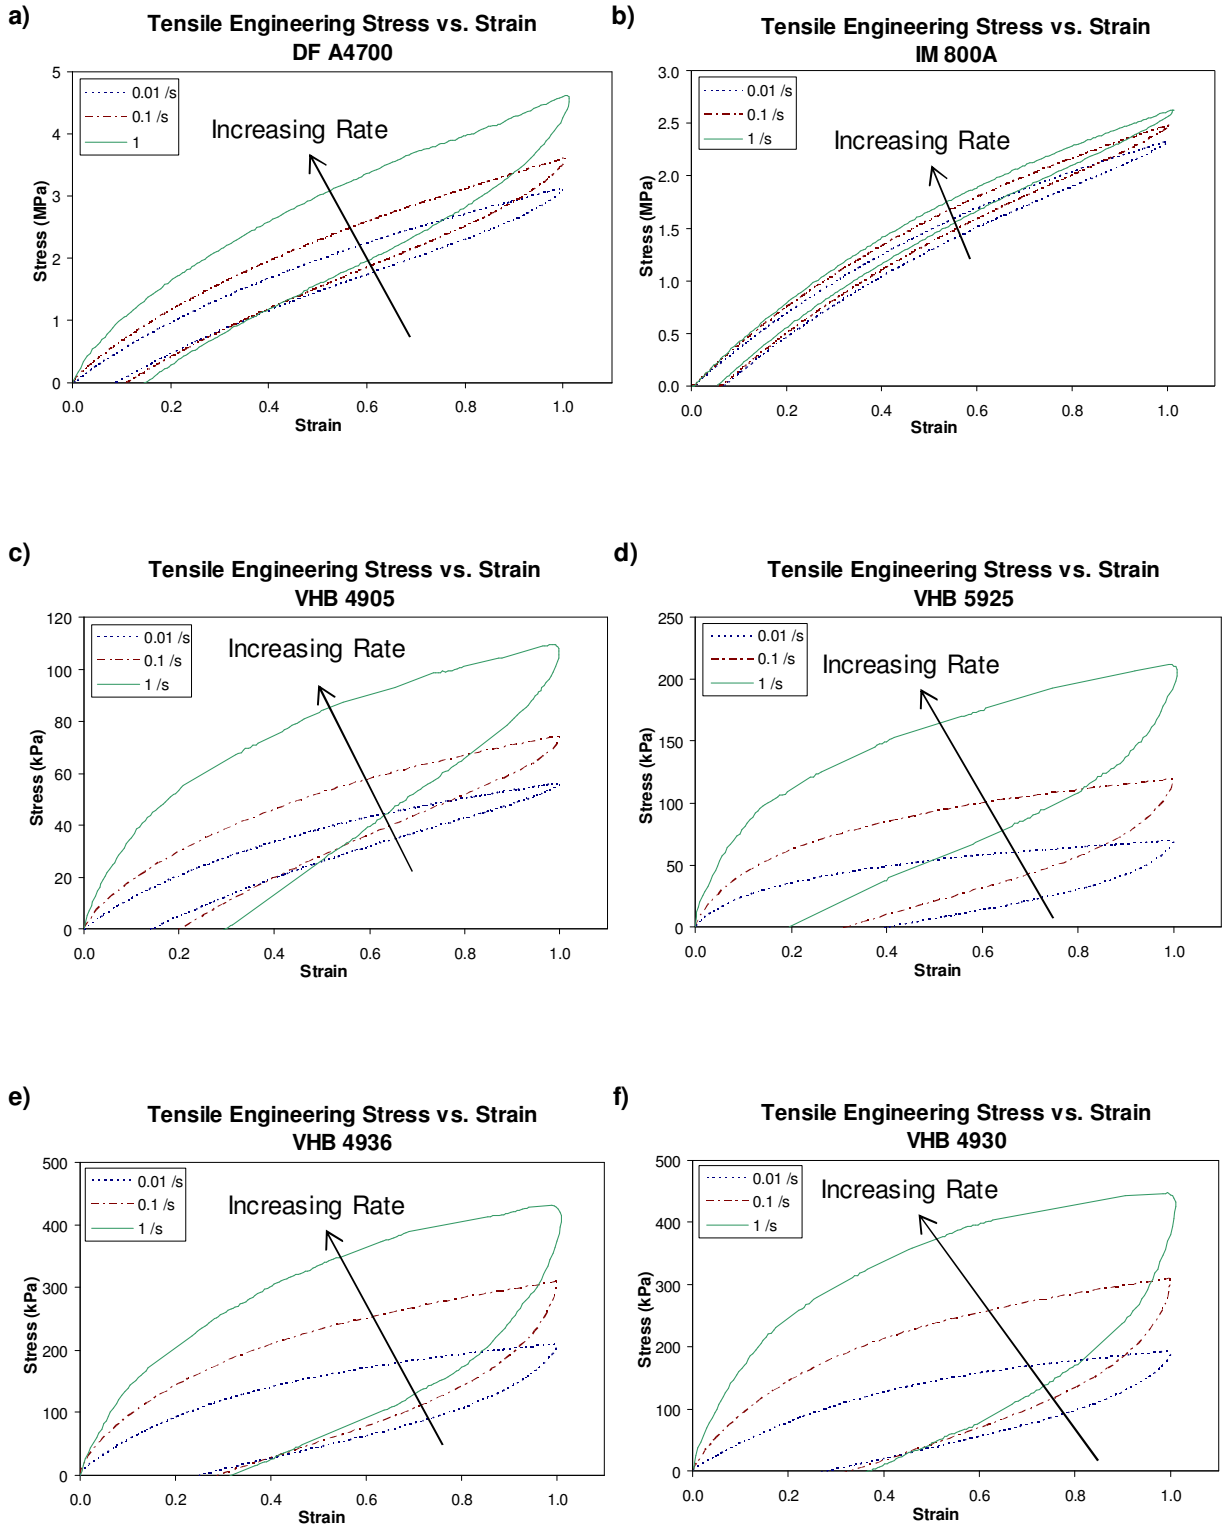 a)
Tensile Engineering Stress vs. Strain
DF A4700
5
4
3
2
1
0
Stress (MPa)
0.01 /s
0.1 /s
1
Increasing Rate
0.0 0.2 0.4 0.6 0.8 1.0
Strain
b)
Tensile Engineering Stress vs. Strain
IM 800A
3.0
2.5
2.0
1.5
1.0
0.5
0.0
Stress (MPa)
0.01 /s
0.1 /s
1 /s
Increasing Rate
0.0 0.2 0.4 0.6 0.8 1.0
Strain
c)
Tensile Engineering Stress vs. Strain
VHB 4905
120
100
80
60
40
20
0
Stress (kPa)
0.01 /s
0.1 /s
1 /s
Increasing Rate
0.0 0.2 0.4 0.6 0.8 1.0
Strain
d)
Tensile Engineering Stress vs. Strain
VHB 5925
250
200
150
100
50
0
Stress (kPa)
0.01 /s
0.1 /s
1 /s
Increasing Rate
0.0 0.2 0.4 0.6 0.8 1.0
Strain
e)
Tensile Engineering Stress vs. Strain
VHB 4936
500
400
300
200
100
0
Stress (kPa)
0.01 /s
0.1 /s
1 /s
Increasing Rate
0.0 0.2 0.4 0.6 0.8 1.0
Strain
f)
Tensile Engineering Stress vs. Strain
VHB 4930
500
400
300
200
100
0
Stress (kPa)
0.01 /s
0.1 /s
1 /s
Increasing Rate
0.0 0.2 0.4 0.6 0.8 1.0
Strain